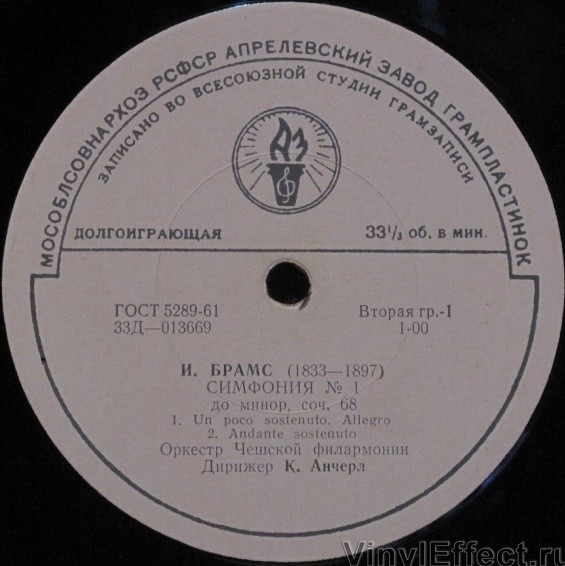 МОСОБЛСОВНАРХОЗ РСФСР АПРЕЛЕВСКИЙ ЗАВОД ГРАМПЛАСТИНОК
ЗАПИСАНО ВО ВСЕСОЮЗНОЙ СТУДИИ ГРАМЗАПИСИ
АЗ
ДОЛГОИГРАЮЩАЯ 33⅓ об. в мин.
ГОСТ 5289-61 Вторая гр.-1
33Д—013669 1-00
И. БРАМС (1833—1897)
СИМФОНИЯ № 1
до минор, соч. 68
1. Un poco sostenuto. Allegro
2. Andante sostenuto
Оркестр Чешской филармонии
Дирижер К. Анчерл
VinylEffect.ru